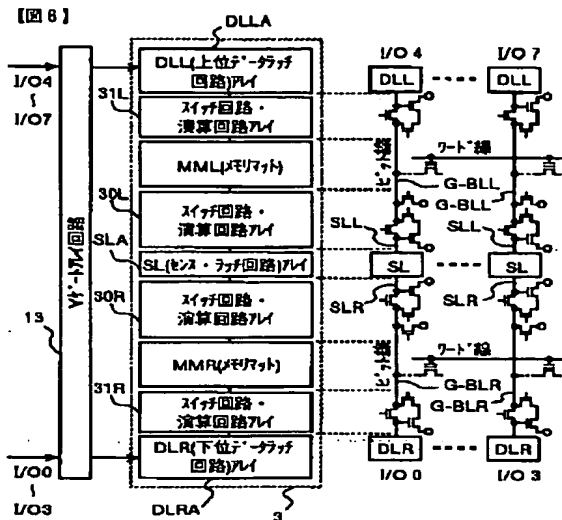 【図6】
DLLA
I/O4
~
I/O7
DLL(上位データラッチ
回路)アレイ
31L
スイッチ回路・
演算回路アレイ
MML(メモリマット)
30L
スイッチ回路・
演算回路アレイ
SLA
SL(センス・ラッチ回路)アレイ
30R
スイッチ回路・
演算回路アレイ
MMR(メモリマット)
31R
スイッチ回路・
演算回路アレイ
DLR(下位データラッチ
回路)アレイ
DLRA
3
Yゲートアレイ回路
13
I/O0
~
I/O3
I/O 4
I/O 7
DLL
DLL
ワード線
ビット線
G-BLL
G-BLL
SLL
SLL
SL
SL
SLR
SLR
ワード線
ビット線
G-BLR
G-BLR
DLR
DLR
I/O 0
I/O 3